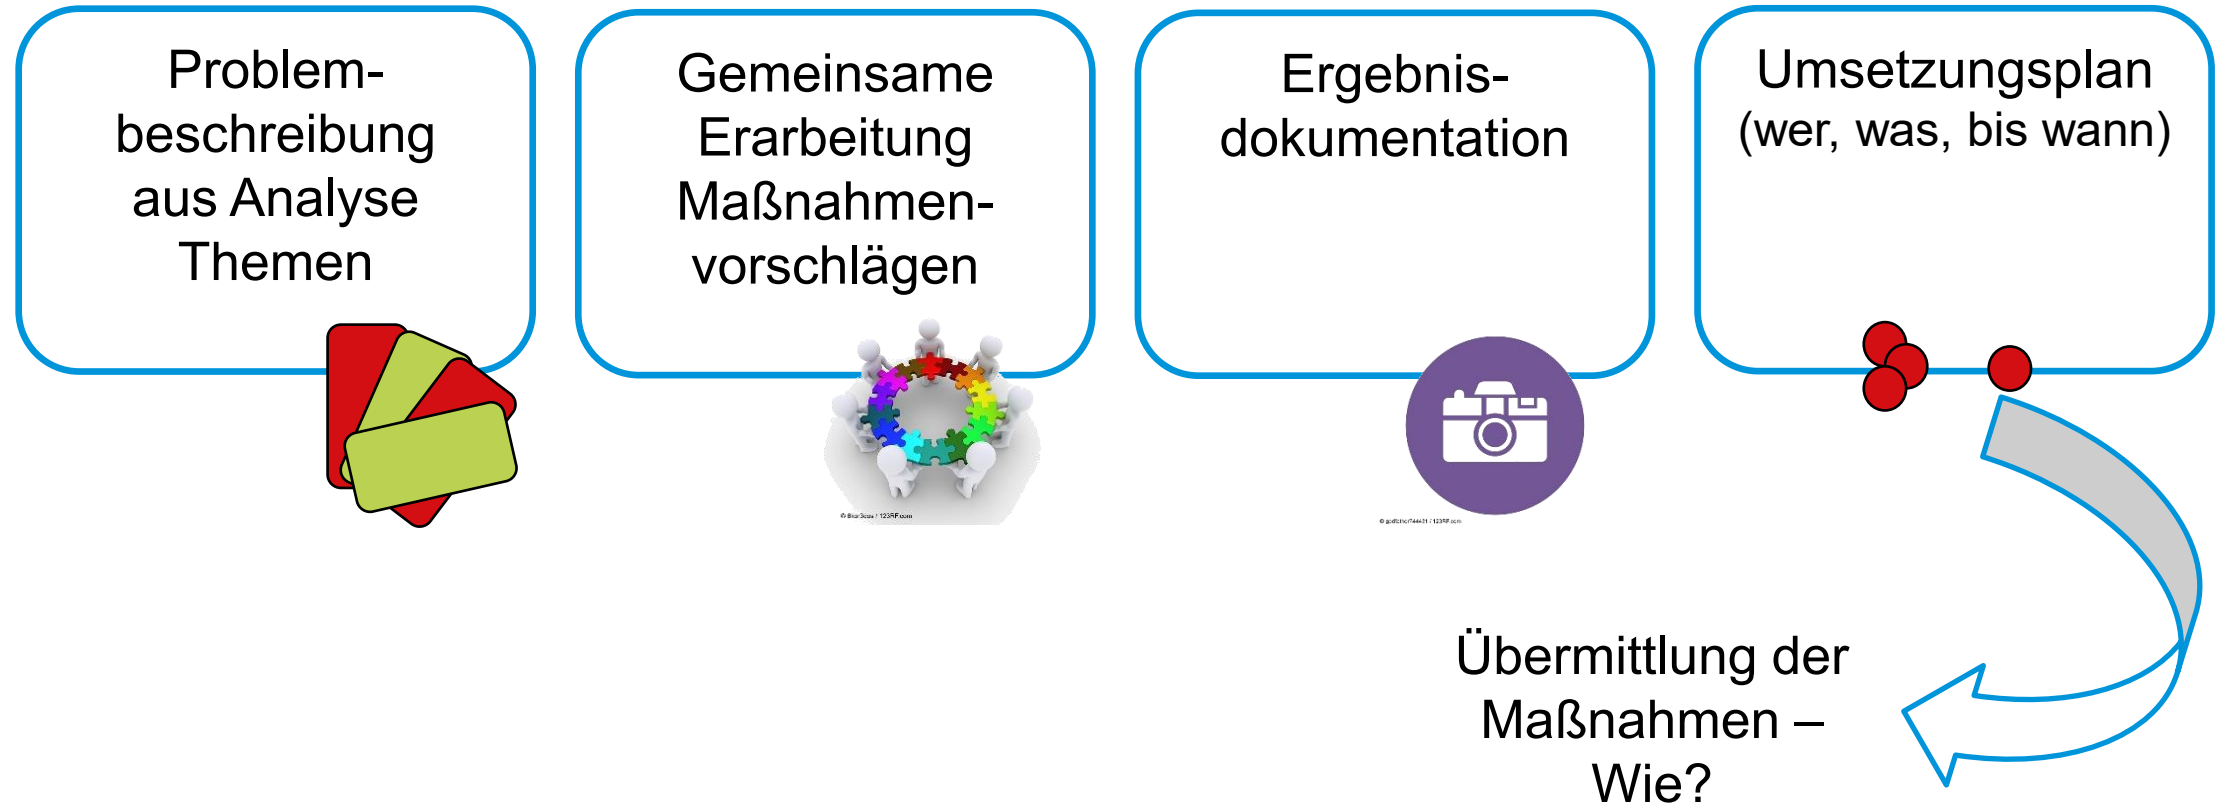 Problem-
beschreibung
aus Analyse
Themen
Gemeinsame
Erarbeitung
Maßnahmen-
vorschlägen
Ergebnis-
dokumentation
Umsetzungsplan
(wer, was, bis wann)
Übermittlung der
Maßnahmen –
Wie?